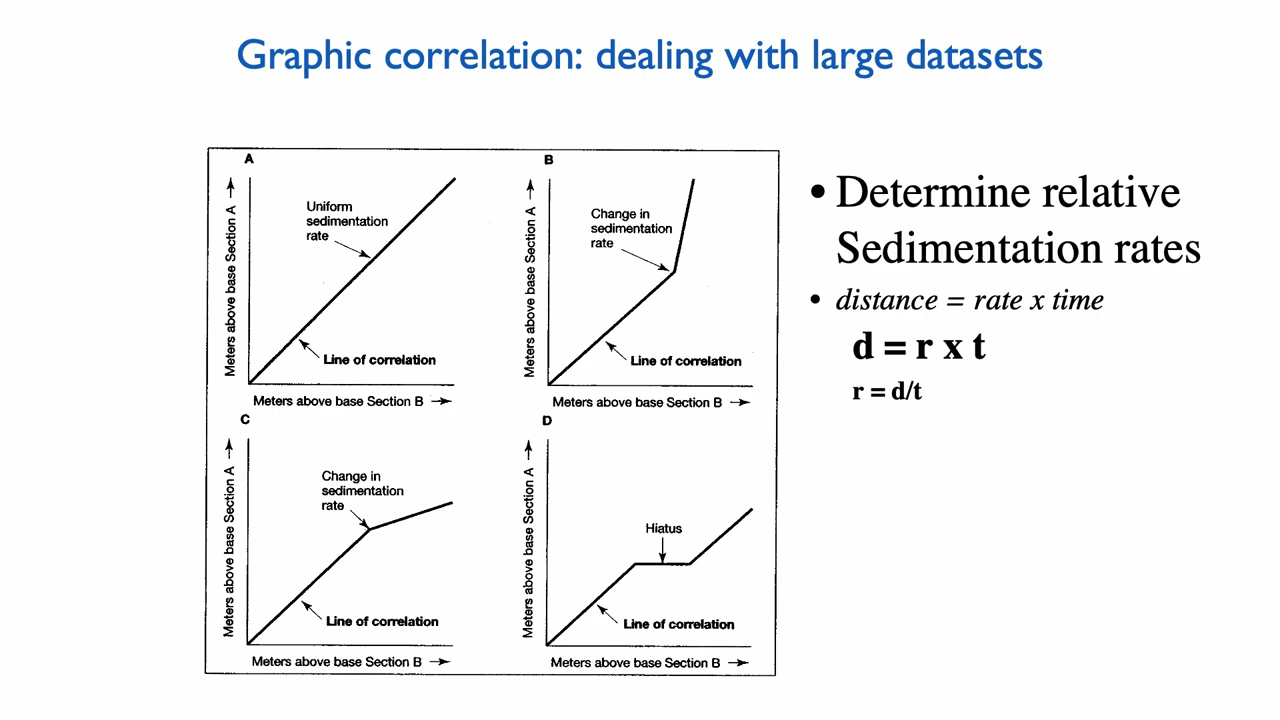 Graphic correlation: dealing with large datasets
A
Meters above base Section A
Uniform
sedimentation
rate
Line of correlation
Meters above base Section B
B
Meters above base Section A
Change in
sedimentation
rate
Line of correlation
Meters above base Section B
C
Meters above base Section A
Change in
sedimentation
rate
Line of correlation
Meters above base Section B
D
Meters above base Section A
Hiatus
Line of correlation
Meters above base Section B
• Determine relative
Sedimentation rates
• distance = rate x time
d = r x t
r = d/t